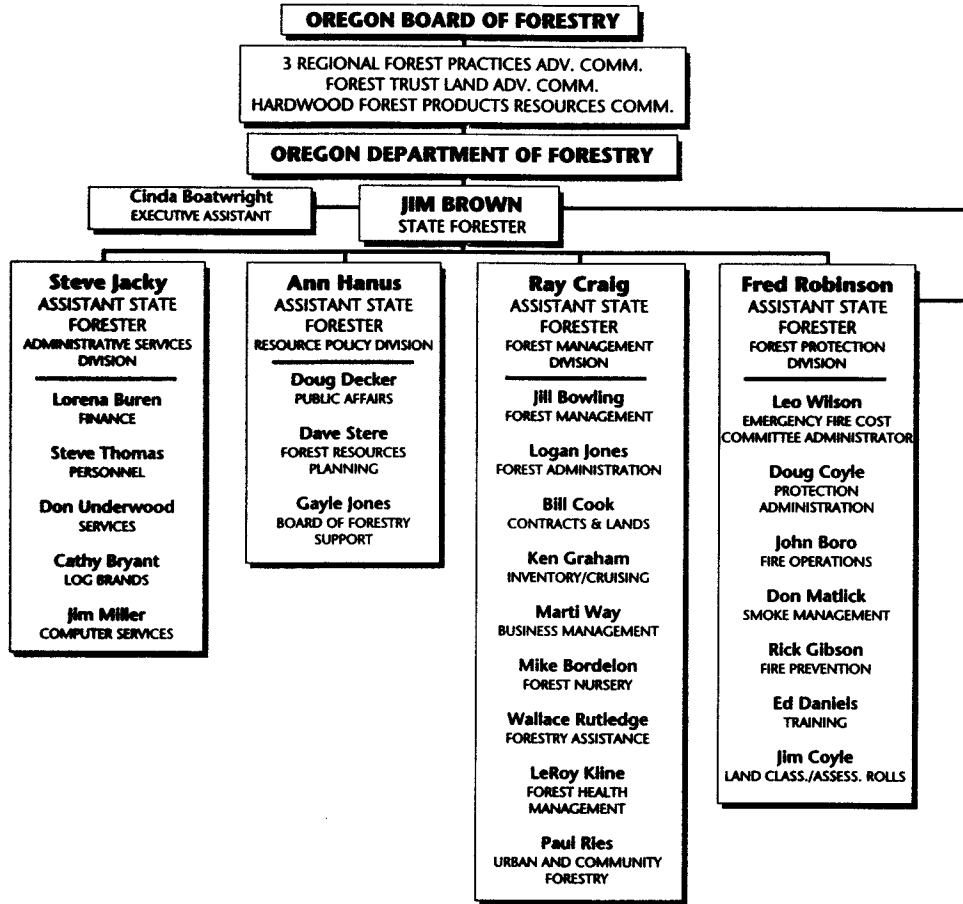 OREGON BOARD OF FORESTRY
3 REGIONAL FOREST PRACTICES ADV. COMM.
FOREST TRUST LAND ADV. COMM.
HARDWOOD FOREST PRODUCTS RESOURCES COMM.
OREGON DEPARTMENT OF FORESTRY
Cinda Boatwright
EXECUTIVE ASSISTANT
JIM BROWN
STATE FORESTER
Steve Jacky
ASSISTANT STATE
FORESTER
ADMINISTRATIVE SERVICES
DIVISION
Lorena Buren
FINANCE
Steve Thomas
PERSONNEL
Don Underwood
SERVICES
Cathy Bryant
LOG BRANDS
Jim Miller
COMPUTER SERVICES
Ann Hanus
ASSISTANT STATE
FORESTER
RESOURCE POLICY DIVISION
Doug Decker
PUBLIC AFFAIRS
Dave Stere
FOREST RESOURCES
PLANNING
Gayle Jones
BOARD OF FORESTRY
SUPPORT
Ray Craig
ASSISTANT STATE
FORESTER
FOREST MANAGEMENT
DIVISION
Jill Bowling
FOREST MANAGEMENT
Logan Jones
FOREST ADMINISTRATION
Bill Cook
CONTRACTS & LANDS
Ken Graham
INVENTORY/CRUISING
Marti Way
BUSINESS MANAGEMENT
Mike Bordelon
FOREST NURSERY
Wallace Rutledge
FORESTRY ASSISTANCE
LeRoy Kline
FOREST HEALTH
MANAGEMENT
Paul Ries
URBAN AND COMMUNITY
FORESTRY
Fred Robinson
ASSISTANT STATE
FORESTER
FOREST PROTECTION
DIVISION
Leo Wilson
EMERGENCY FIRE COST
COMMITTEE ADMINISTRATOR
Doug Coyle
PROTECTION
ADMINISTRATION
John Boro
FIRE OPERATIONS
Don Matlick
SMOKE MANAGEMENT
Rick Gibson
FIRE PREVENTION
Ed Daniels
TRAINING
Jim Coyle
LAND CLASS./ASSESS. ROLLS